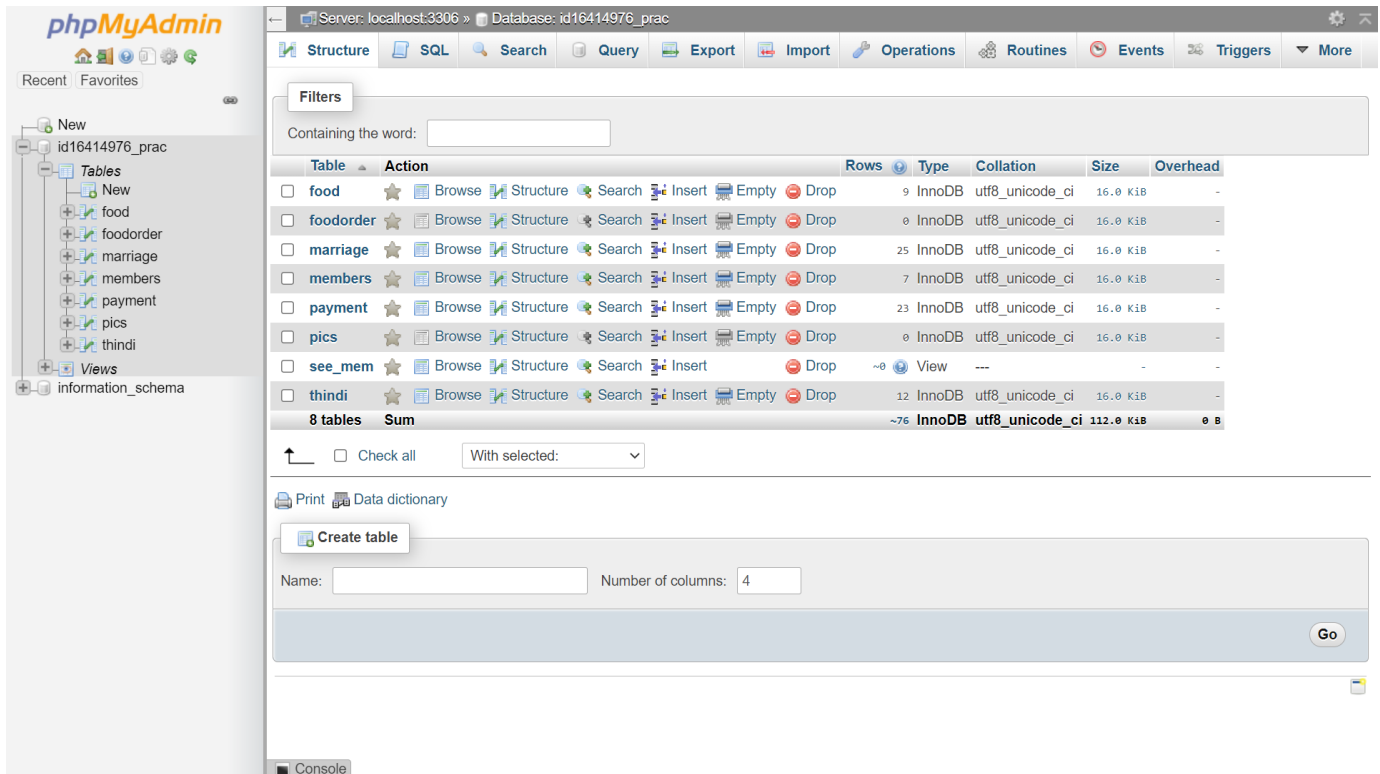 phpMyAdmin
Recent Favorites
New
id16414976_prac
Tables
New
food
foodorder
marriage
members
payment
pics
thindi
Views
information_schema
Server: localhost:3306 » Database: id16414976_prac
Structure SQL Search Query Export Import Operations Routines Events Triggers More
Filters
Containing the word:
Table Action Rows Type Collation Size Overhead
food Browse Structure Search Insert Empty Drop 9 InnoDB utf8_unicode_ci 16.0 KiB -
foodorder Browse Structure Search Insert Empty Drop 0 InnoDB utf8_unicode_ci 16.0 KiB -
marriage Browse Structure Search Insert Empty Drop 25 InnoDB utf8_unicode_ci 16.0 KiB -
members Browse Structure Search Insert Empty Drop 7 InnoDB utf8_unicode_ci 16.0 KiB -
payment Browse Structure Search Insert Empty Drop 23 InnoDB utf8_unicode_ci 16.0 KiB -
pics Browse Structure Search Insert Empty Drop 0 InnoDB utf8_unicode_ci 16.0 KiB -
see_mem Browse Structure Search Insert Drop ~0 View --- - -
thindi Browse Structure Search Insert Empty Drop 12 InnoDB utf8_unicode_ci 16.0 KiB -
8 tables Sum ~76 InnoDB utf8_unicode_ci 112.0 KiB 0 B
Check all With selected:
Print Data dictionary
Create table
Name: Number of columns: 4
Go
Console